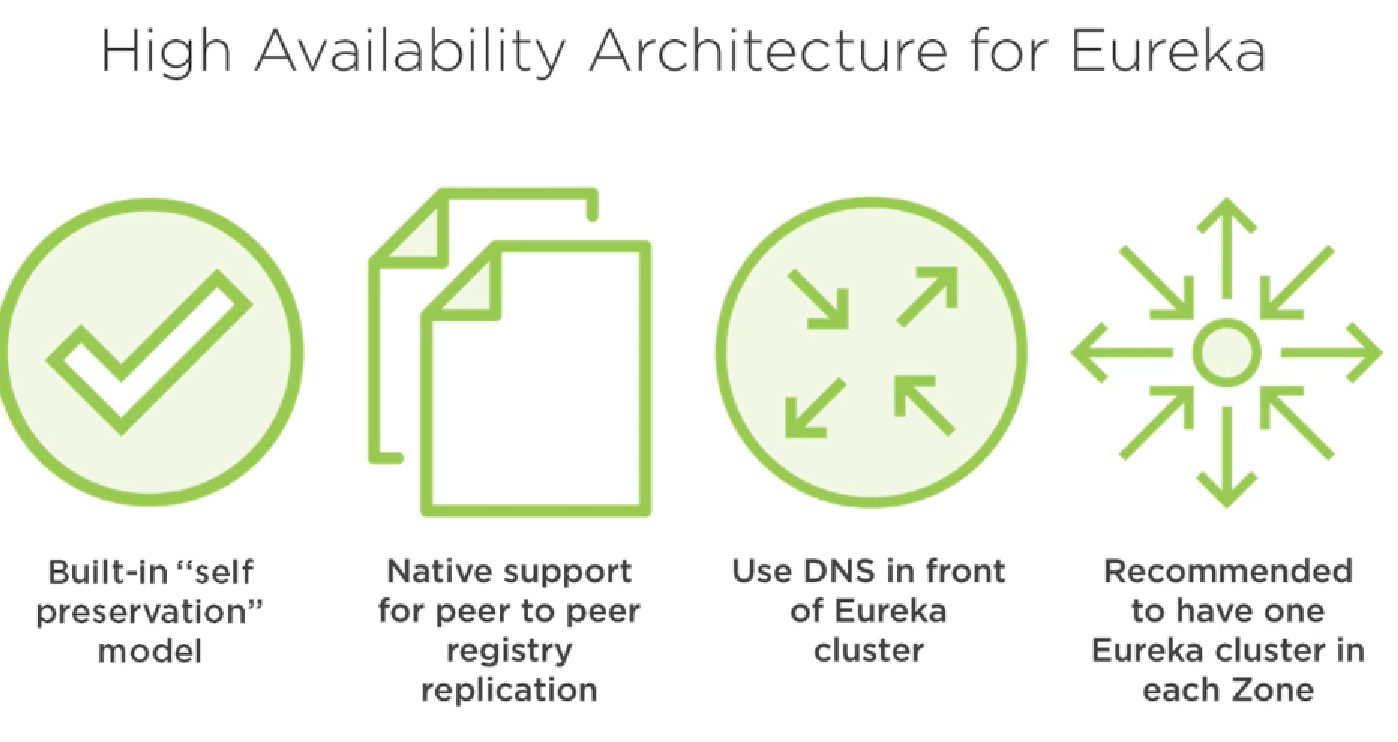 High Availability Architecture for Eureka
Built-in “self
preservation”
model
Native support
for peer to peer
registry
replication
Use DNS in front
of Eureka
cluster
Recommended
to have one
Eureka cluster in
each Zone